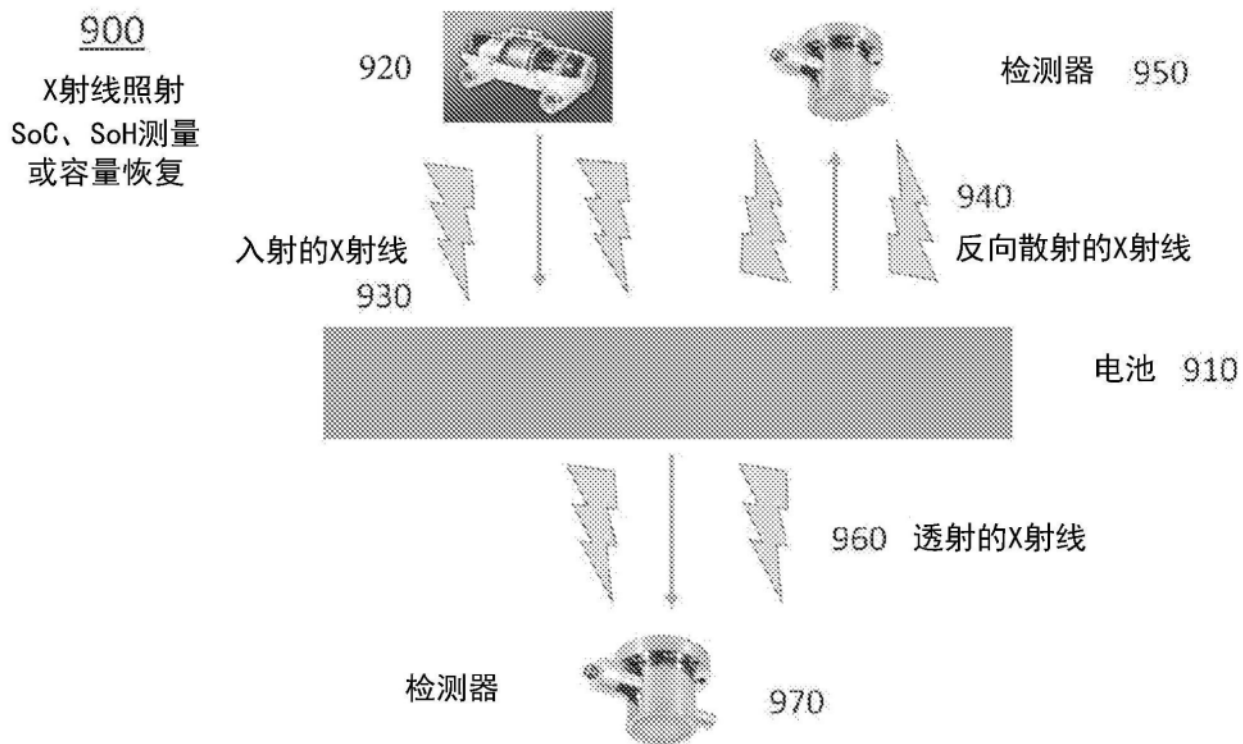 900
X射线照射
SoC、SoH测量
或容量恢复
920
检测器 950
入射的X射线
930
940
反向散射的X射线
电池 910
960 透射的X射线
检测器 970